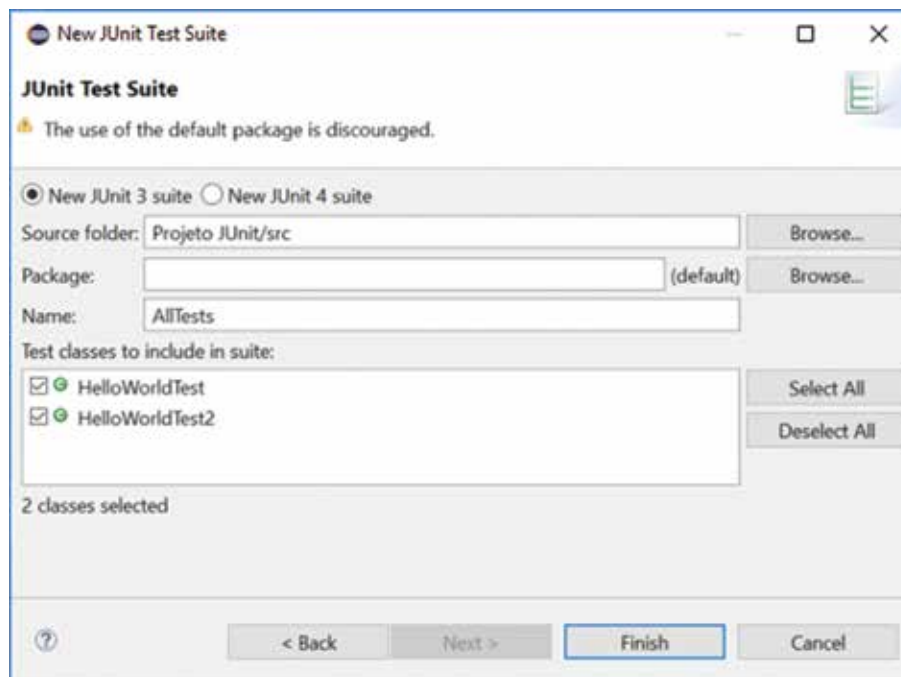 New JUnit Test Suite
JUnit Test Suite
The use of the default package is discouraged.
New JUnit 3 suite New JUnit 4 suite
Source folder: Projeto JUnit/src Browse...
Package: (default) Browse...
Name: AllTests
Test classes to include in suite:
HelloWorldTest Select All
HelloWorldTest2
Deselect All
2 classes selected
< Back Next > Finish Cancel